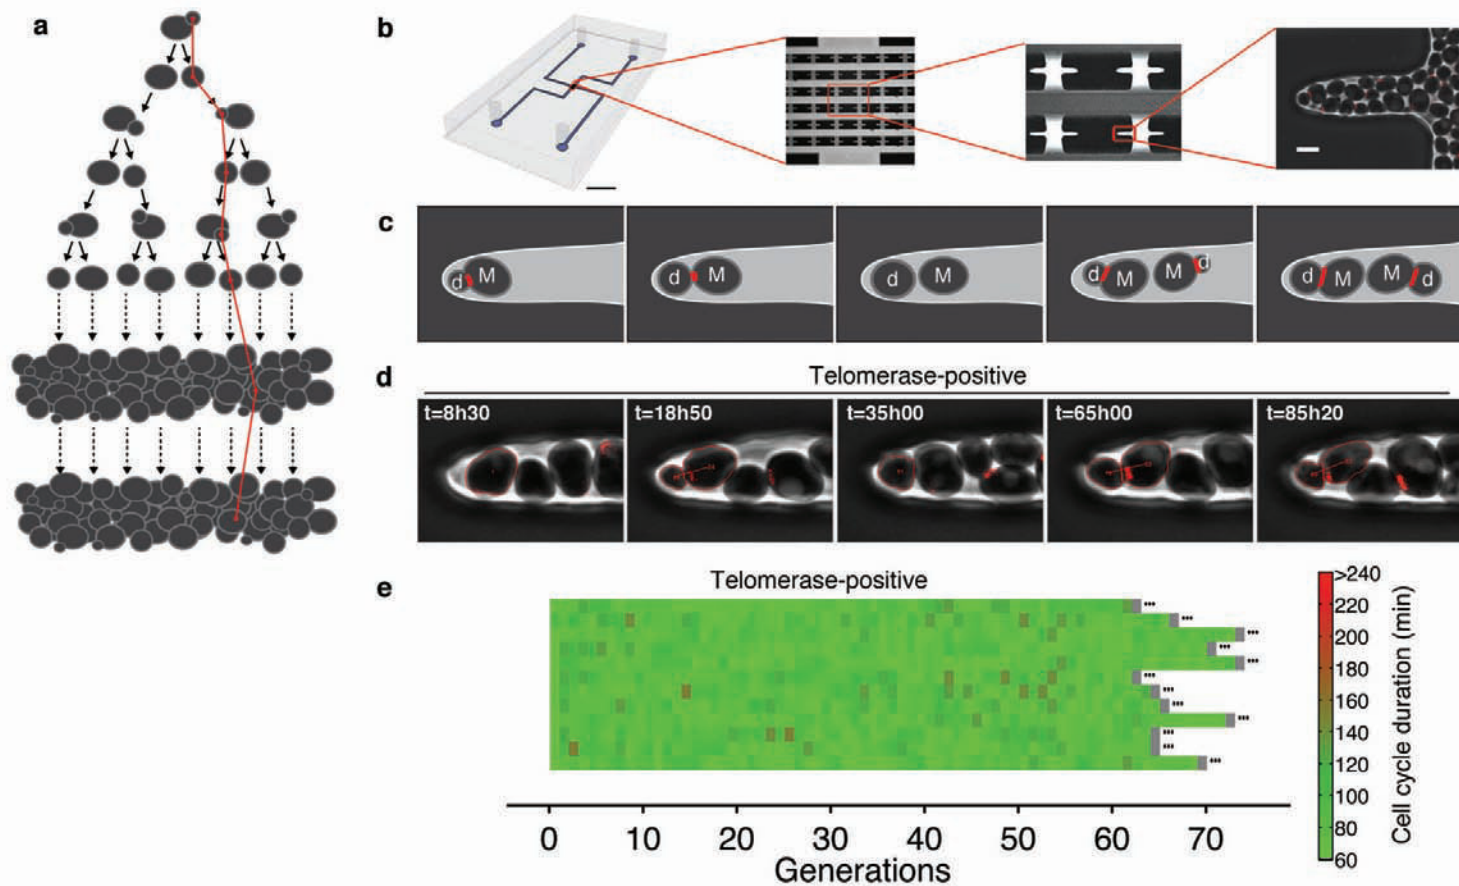 a
b
c
d M
d M
d M
d M M d
d M M d
d
Telomerase-positive
t=8h30
t=18h50
t=35h00
t=65h00
t=85h20
e
Telomerase-positive
>240
220
200
180
160
140
120
100
80
60
Cell cycle duration (min)
0 10 20 30 40 50 60 70
Generations